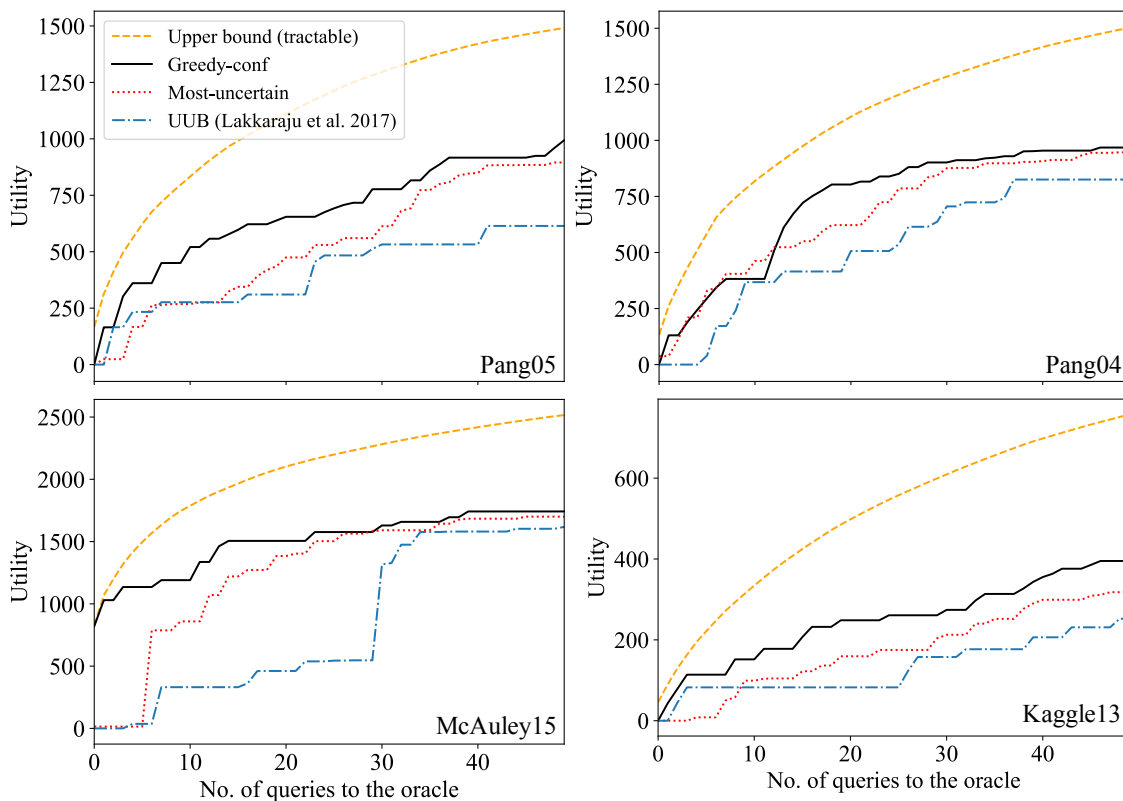 1500
1250
1000
750
500
250
0
Utility
Upper bound (tractable)
Greedy-conf
Most-uncertain
UUB (Lakkaraju et al. 2017)
Pang05
1500
1250
1000
750
500
250
0
Utility
Pang04
2500
2000
1500
1000
500
0
Utility
McAuley15
0
10
20
30
40
No. of queries to the oracle
600
400
200
0
Utility
Kaggle13
0
10
20
30
40
No. of queries to the oracle